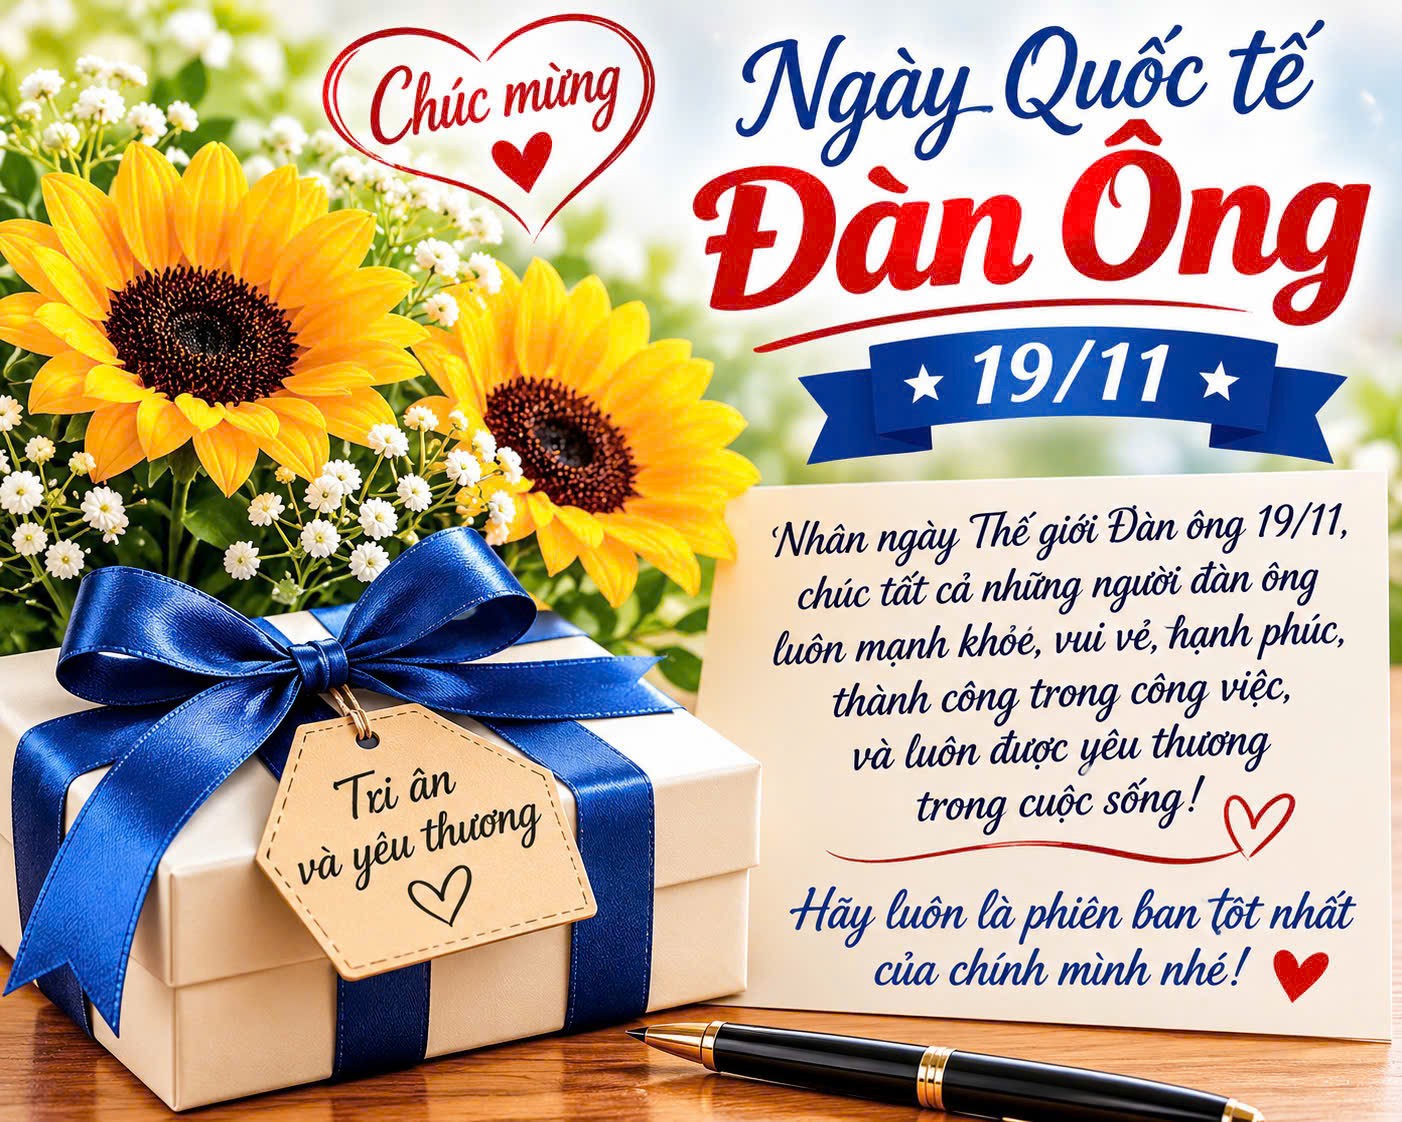 Chúc mừng
Ngày Quốc tế
Đàn Ông
19/11
Nhân ngày Thế giới Đàn ông 19/11,
chúc tất cả những người đàn ông
luôn mạnh khỏe, vui vẻ, hạnh phúc,
thành công trong công việc,
và luôn được yêu thương
trong cuộc sống!
Hãy luôn là phiên bản tốt nhất
của chính mình nhé!
Tri ân
và yêu thương